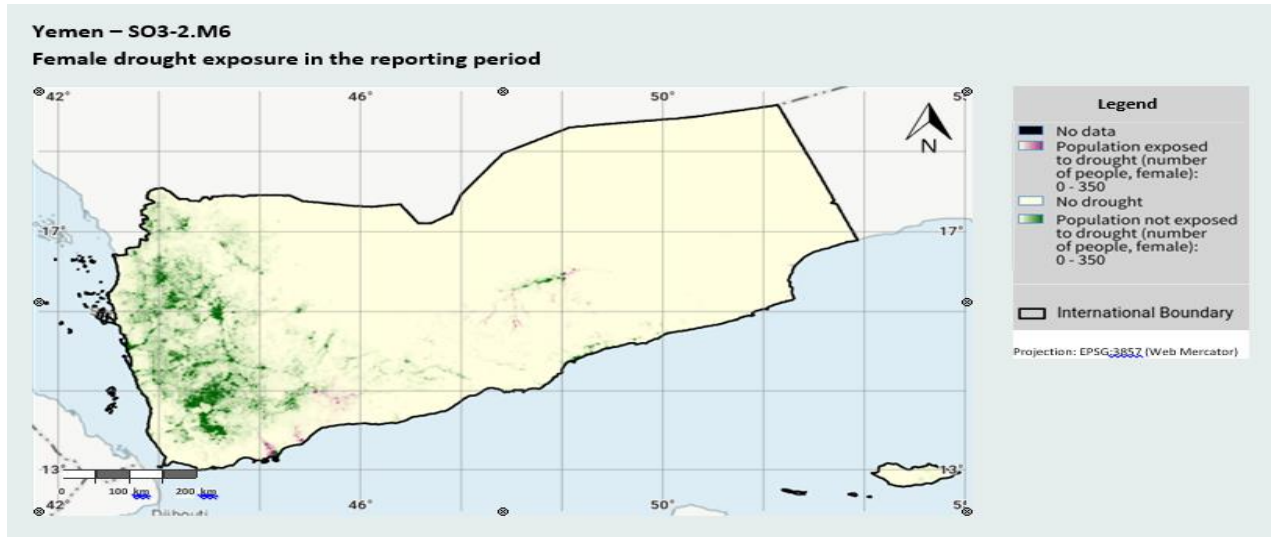 Yemen – SO3-2.M6
Female drought exposure in the reporting period
42° 46° 50° 5°
N
17° 17°
13° 13°
0 100 km 200 km
42° 46° 50° 5°
Djibouti
Legend
No data
Population exposed
to drought (number
of people, female):
0 - 350
No drought
Population not exposed
to drought (number
of people, female):
0 - 350
International Boundary
Projection: EPSG:3857 (Web Mercator)